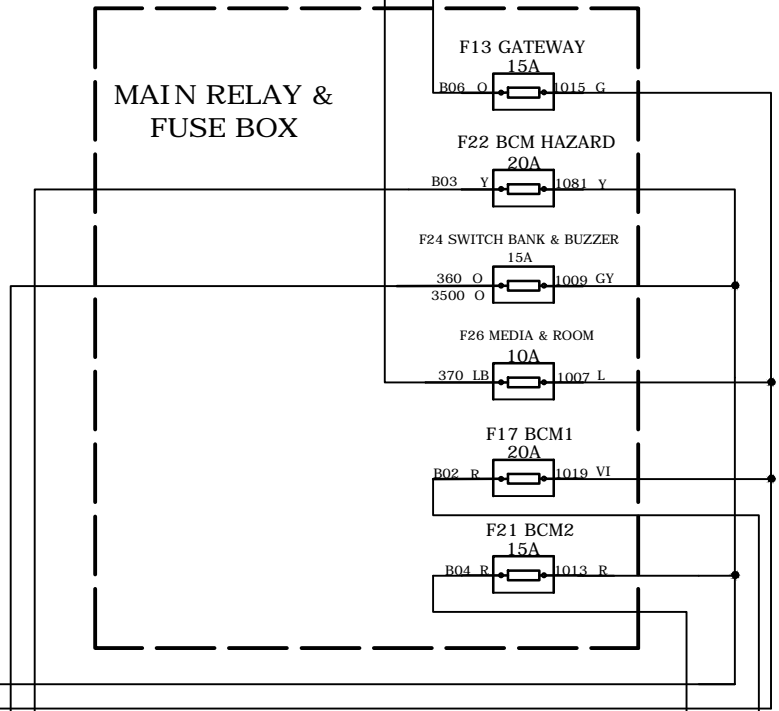 MAIN RELAY &
FUSE BOX
F13 GATEWAY
15A
B06 O 1015 G
F22 BCM HAZARD
20A
B03 Y 1081 Y
F24 SWITCH BANK & BUZZER
15A
360 O 1009 GY
3500 O
F26 MEDIA & ROOM
10A
370 LB 1007 L
F17 BCM1
20A
B02 R 1019 VI
F21 BCM2
15A
B04 R 1013 R